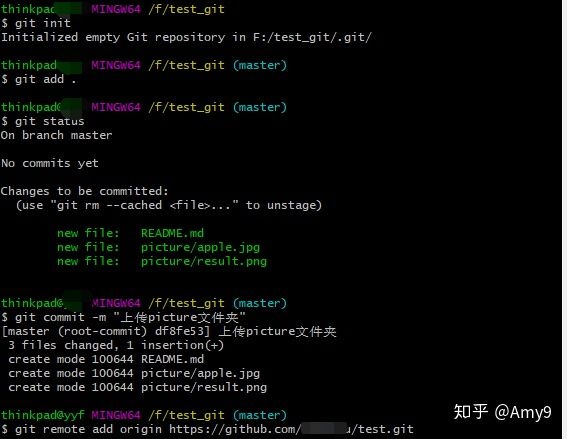 thinkpad MINGW64 /f/test_git
$ git init
Initialized empty Git repository in F:/test_git/.git/
thinkpad MINGW64 /f/test_git (master)
$ git add .
thinkpad@ MINGW64 /f/test_git (master)
$ git status
On branch master
No commits yet
Changes to be committed:
(use "git rm --cached <file>..." to unstage)
new file: README.md
new file: picture/apple.jpg
new file: picture/result.png
thinkpad@ MINGW64 /f/test_git (master)
$ git commit -m "上传picture文件夹"
[master (root-commit) df8fe53] 上传picture文件夹
3 files changed, 1 insertion(+)
create mode 100644 README.md
create mode 100644 picture/apple.jpg
create mode 100644 picture/result.png
thinkpad@yyf MINGW64 /f/test_git (master)
$ git remote add origin https://github.com/ u/test.git
知乎 @Amy9